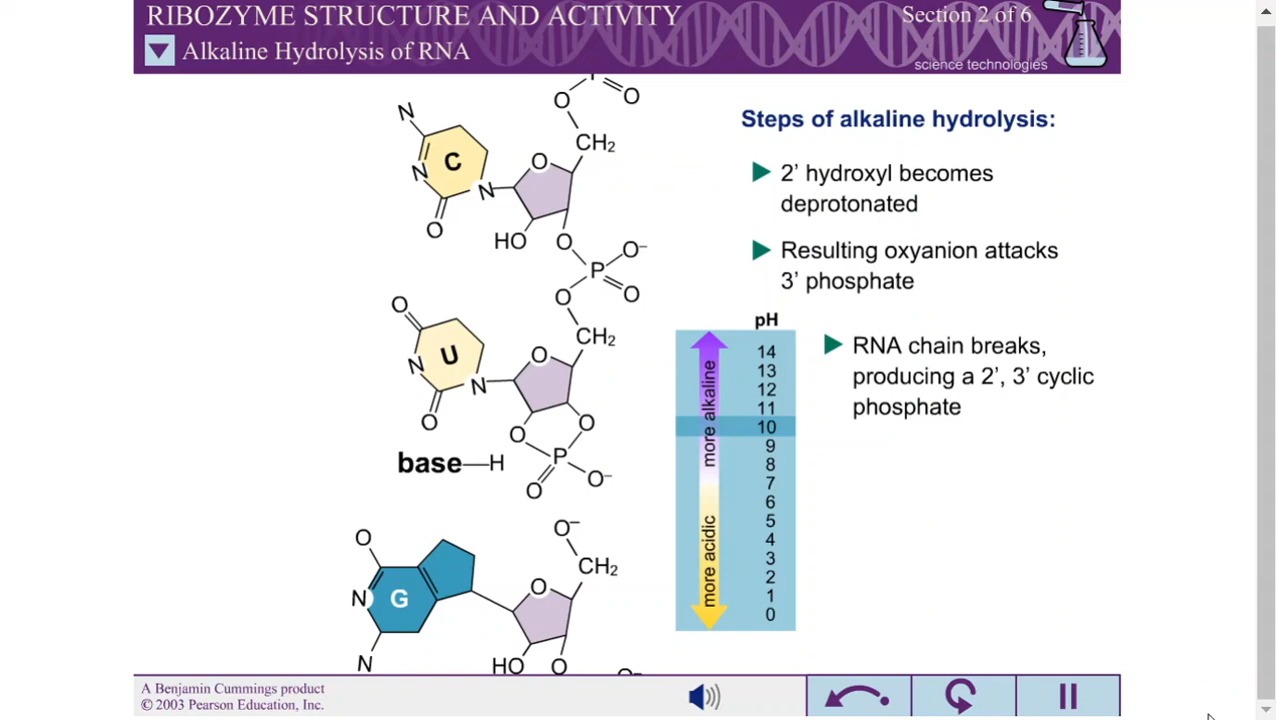 RIBOZYME STRUCTURE AND ACTIVITY
Section 2 of 6
Alkaline Hydrolysis of RNA
science technologies
O
O
N
CH₂
C
O
N
N
O
HO
O
O⁻
P
O
O
O
CH₂
U
O
N
N
O
O
O
base—H
P
O⁻
O
O⁻
O
CH₂
O
N
G
N
HO
O
O⁻
Steps of alkaline hydrolysis:
2’ hydroxyl becomes
deprotonated
Resulting oxyanion attacks
3’ phosphate
RNA chain breaks,
producing a 2’, 3’ cyclic
phosphate
pH
14
13
12
11
10
9
8
7
6
5
4
3
2
1
0
more alkaline
more acidic
A Benjamin Cummings product
© 2003 Pearson Education, Inc.